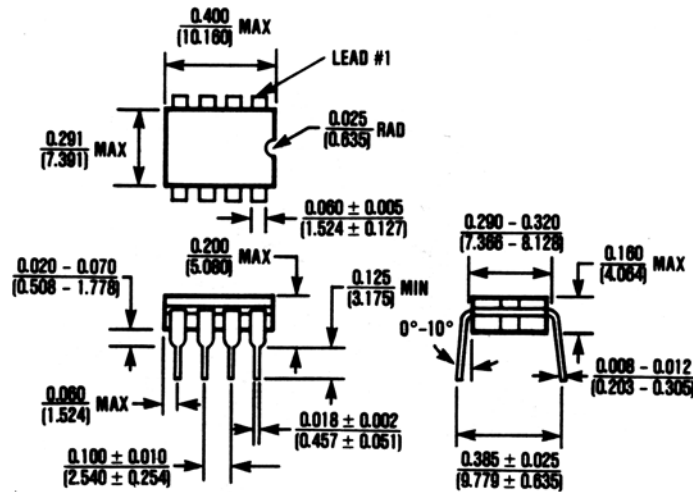 0.400
(10.160) MAX
LEAD #1
0.291
(7.391) MAX
0.025
(0.635) RAD
0.060 ± 0.005
(1.524 ± 0.127)
0.290 - 0.320
(7.366 - 8.128)
0.200
(5.080) MAX
0.160
(4.064) MAX
0.020 - 0.070
(0.508 - 1.778)
0.125
(3.175) MIN
0°-10°
0.008 - 0.012
(0.203 - 0.305)
0.060
(1.524) MAX
0.018 ± 0.002
(0.457 ± 0.051)
0.100 ± 0.010
(2.540 ± 0.254)
0.385 ± 0.025
(9.779 ± 0.635)